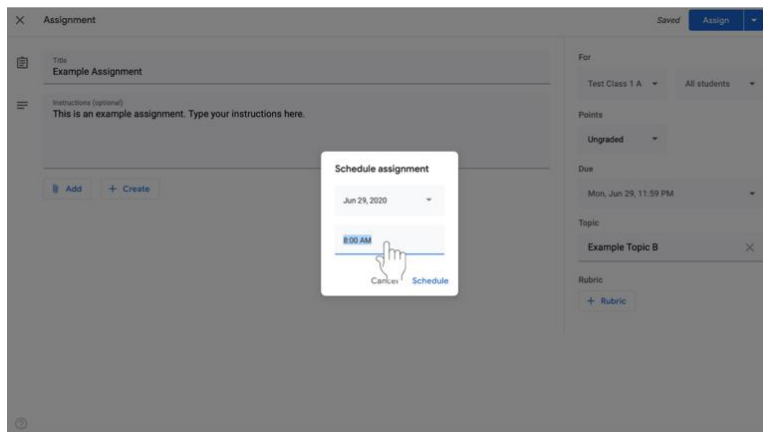 Assignment
Saved
Assign
Title
Example Assignment
Instructions (optional)
This is an example assignment. Type your instructions here.
Add
+ Create
For
Test Class 1 A
All students
Points
Ungraded
Due
Mon, Jun 29, 11:59 PM
Topic
Example Topic B
Rubric
+ Rubric
Schedule assignment
Jun 29, 2020
8:00 AM
Cancel
Schedule